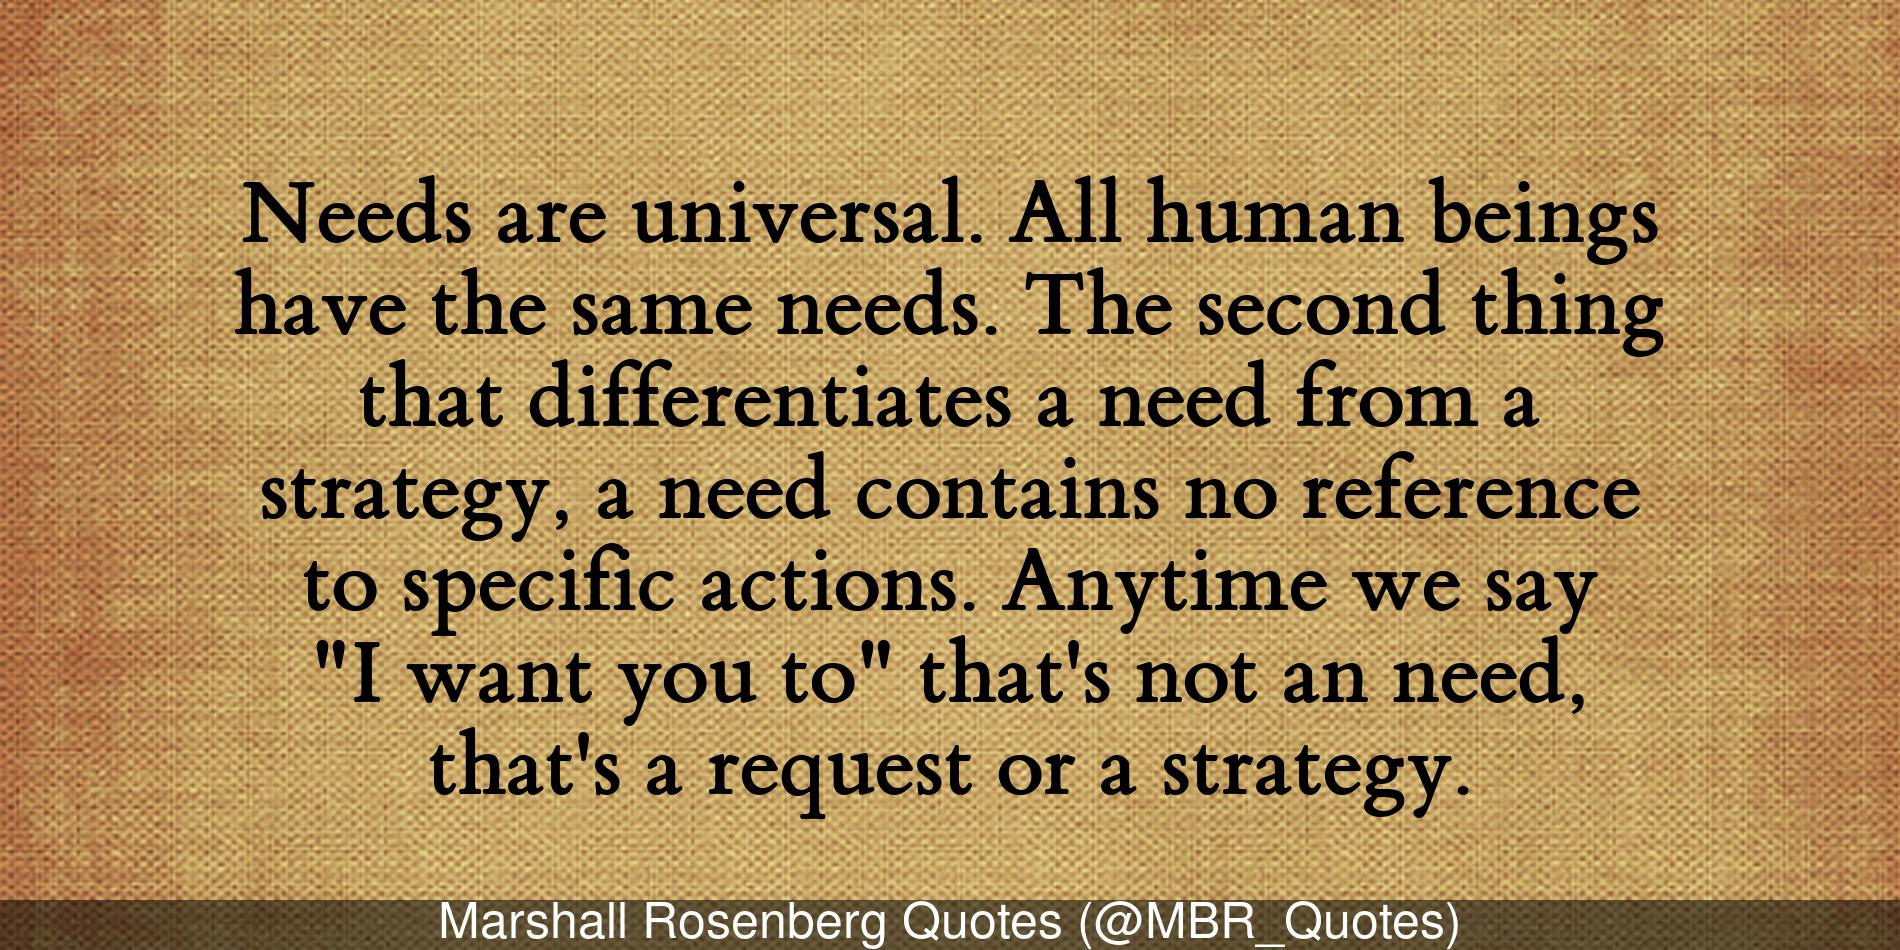 Needs are universal. All human beings
have the same needs. The second thing
that differentiates a need from a
strategy, a need contains no reference
to specific actions. Anytime we say
"I want you to" that's not an need,
that's a request or a strategy.
Marshall Rosenberg Quotes (@MBR_Quotes)